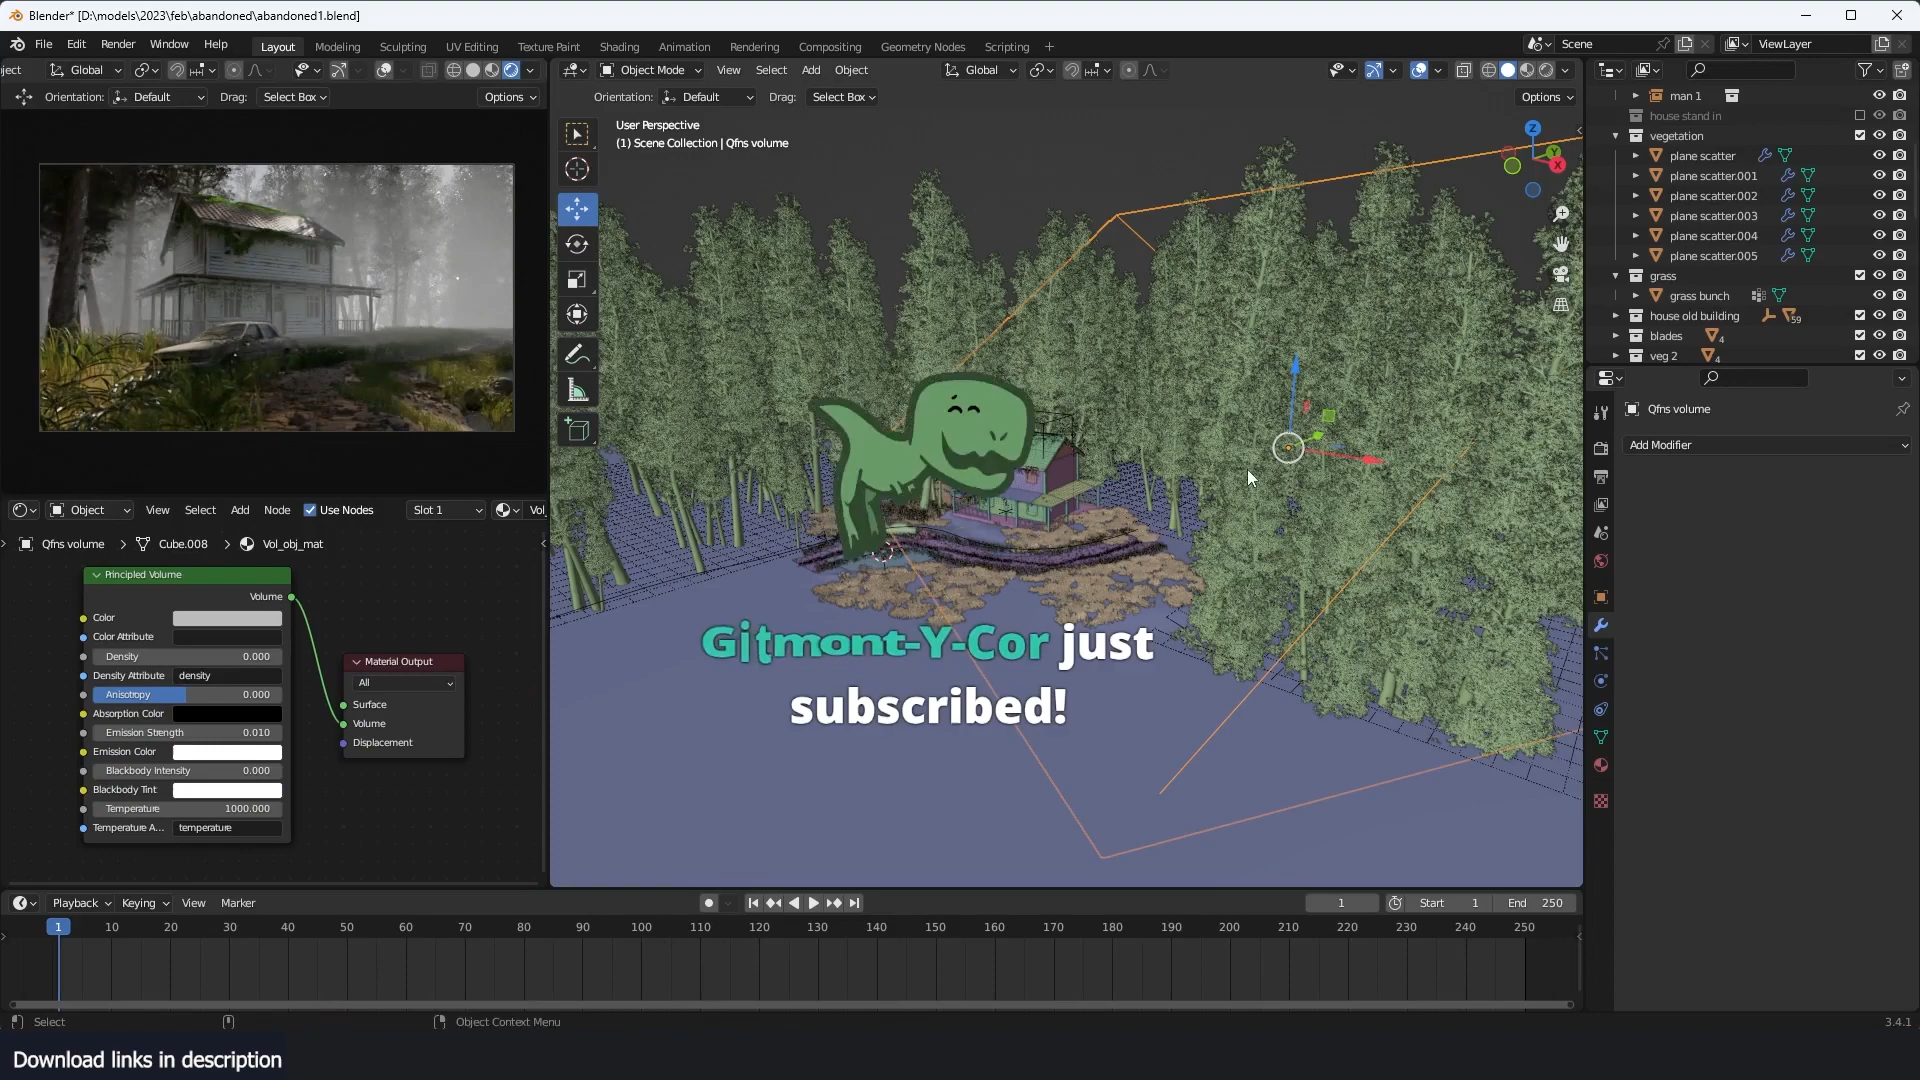 Blender* [D:\models\2023\feb\abandoned\abandoned1.blend]
File Edit Render Window Help Layout Modeling Sculpting UV Editing Texture Paint Shading Animation Rendering Compositing Geometry Nodes Scripting + Scene ViewLayer
ject Global
Object Mode View Select Add Object Global
Orientation: Default Drag: Select Box Options
Orientation: Default Drag: Select Box Options
User Perspective
(1) Scene Collection | Qfns volume
Z
Y
X
man 1
house stand in
vegetation
plane scatter
plane scatter.001
plane scatter.002
plane scatter.003
plane scatter.004
plane scatter.005
grass
grass bunch
house old building 59
blades 4
veg 2 4
Qfns volume
Add Modifier
Object View Select Add Node Use Nodes Slot 1 Vol
Qfns volume > Cube.008 > Vol_obj_mat
Principled Volume
Volume
Color
Color Attribute
Density 0.000
Density Attribute density
Anisotropy 0.000
Absorption Color
Emission Strength 0.010
Emission Color
Blackbody Intensity 0.000
Blackbody Tint
Temperature 1000.000
Temperature A... temperature
Material Output
All
Surface
Volume
Displacement
Gitmont-Y-Cor just
subscribed!
Playback Keying View Marker 1 Start 1 End 250
1 10 20 30 40 50 60 70 80 90 100 110 120 130 140 150 160 170 180 190 200 210 220 230 240 250
Select Object Context Menu 3.4.1
Download links in description